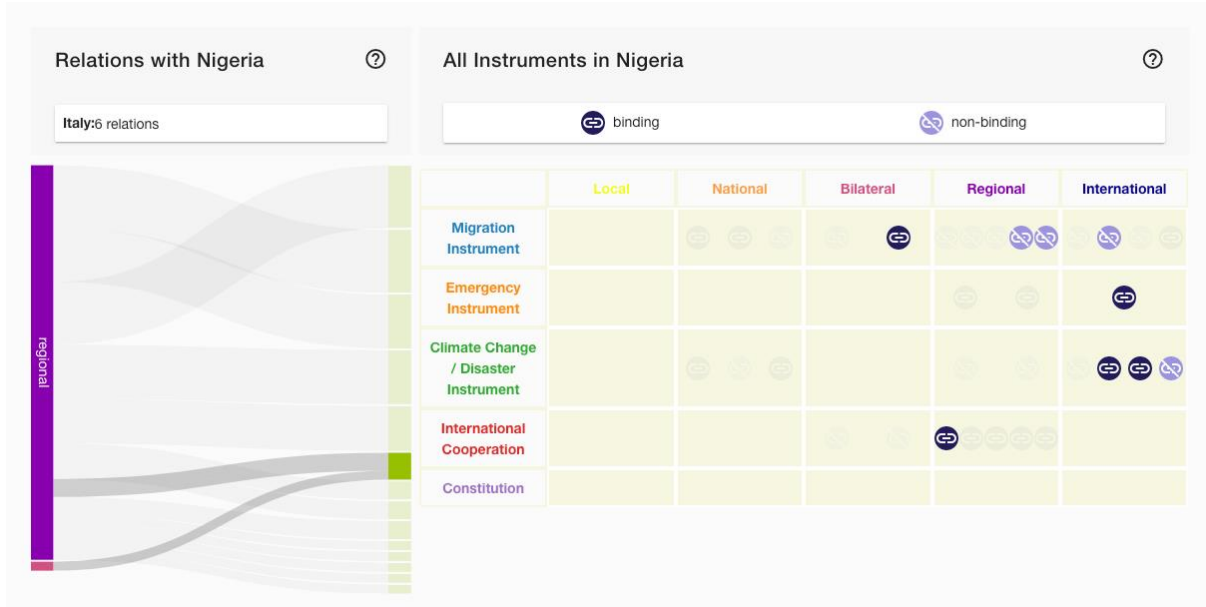 Relations with Nigeria
?
Italy:6 relations
regional
All Instruments in Nigeria
?
binding
non-binding
Local
National
Bilateral
Regional
International
Migration
Instrument
Emergency
Instrument
Climate Change
/ Disaster
Instrument
International
Cooperation
Constitution